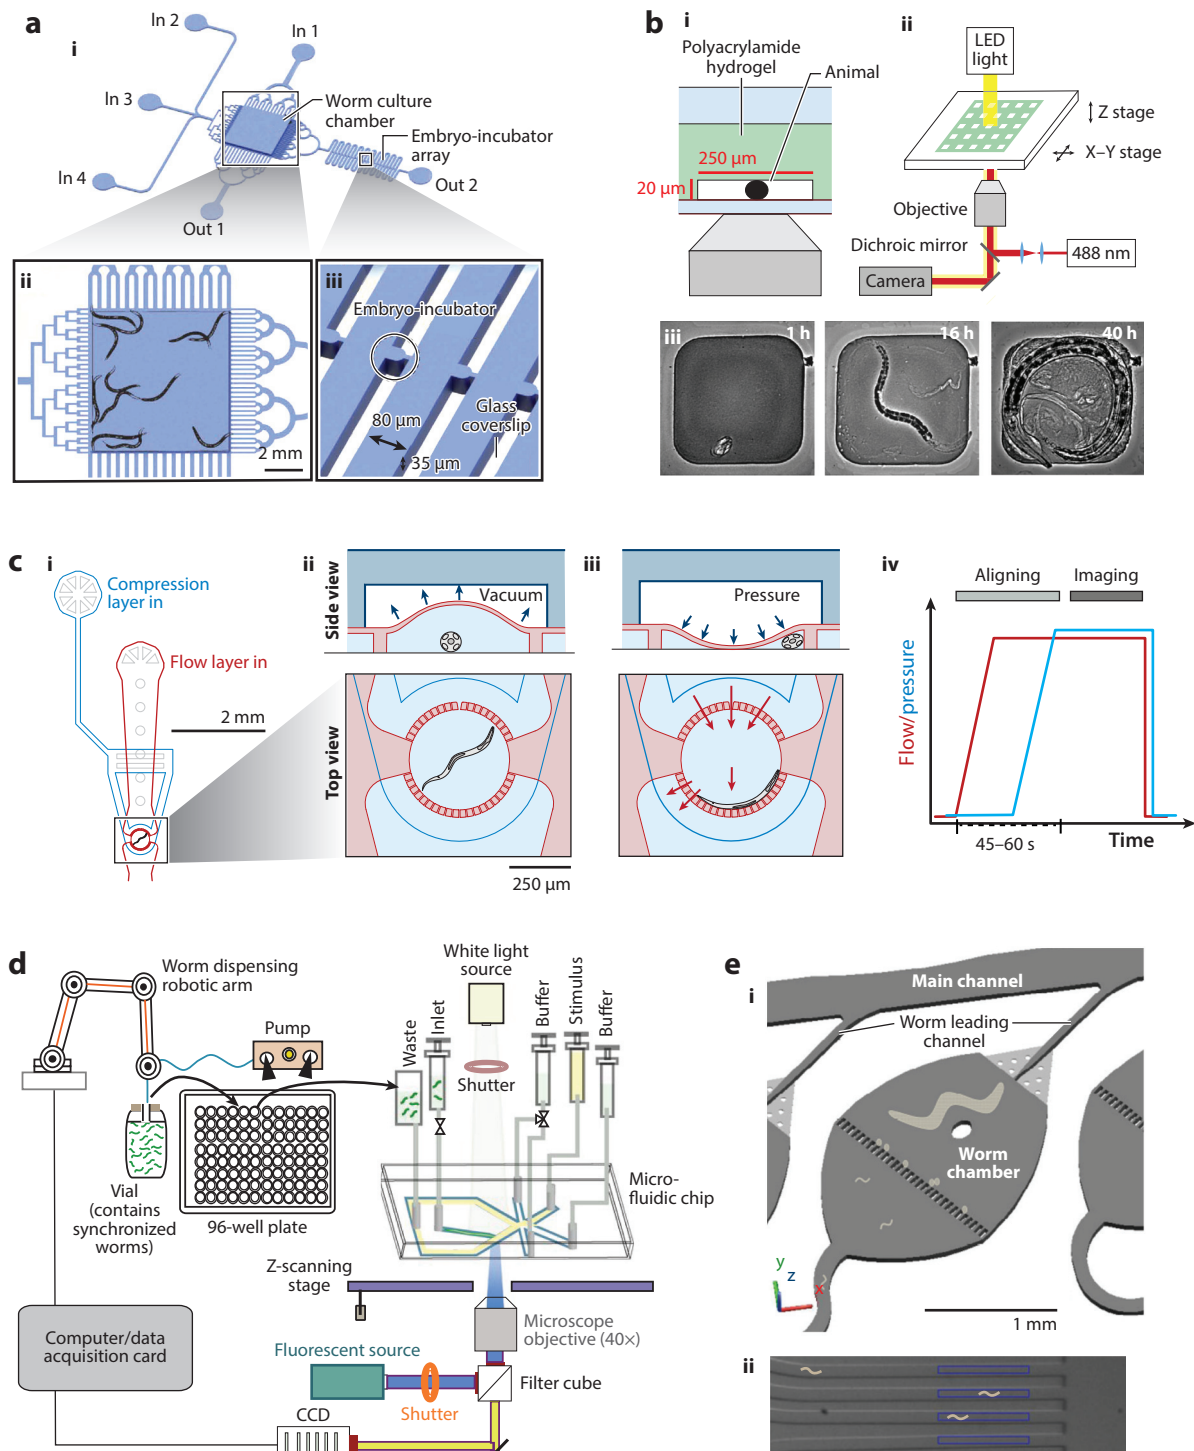 a
i
In 2
In 1
In 3
Worm culture
chamber
Embryo-incubator
array
In 4
Out 2
Out 1
ii
2 mm
iii
Embryo-incubator
80 µm
Glass
coverslip
35 µm
b
i
Polyacrylamide
hydrogel
Animal
250 µm
20 µm
ii
LED
light
Z stage
X–Y stage
Objective
Dichroic mirror
488 nm
Camera
iii
1 h
16 h
40 h
c
i
Compression
layer in
Flow layer in
2 mm
ii
Side view
Vacuum
Top view
250 µm
iii
Pressure
iv
Aligning
Imaging
Flow/pressure
45–60 s
Time
d
Worm dispensing
robotic arm
Pump
Vial
(contains
synchronized
worms)
96-well plate
White light
source
Waste
Inlet
Shutter
Buffer
Stimulus
Buffer
Micro-
fluidic chip
Z-scanning
stage
Microscope
objective (40×)
Computer/data
acquisition card
Fluorescent source
Filter cube
Shutter
CCD
e
i
Main channel
Worm leading
channel
Worm
chamber
y
z
x
1 mm
ii